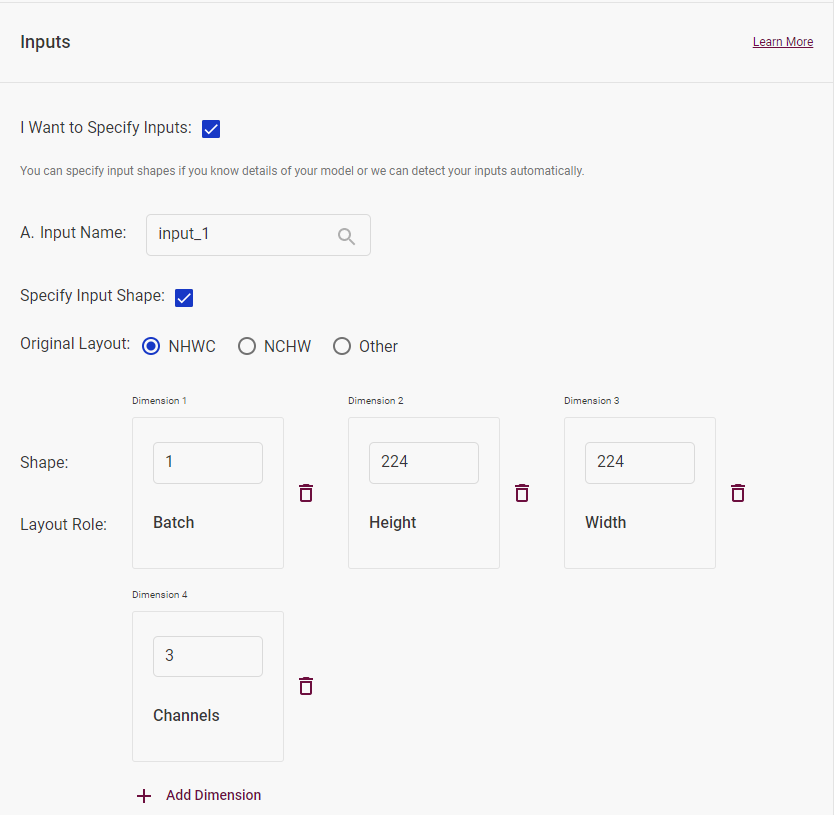 Inputs
Learn More
I Want to Specify Inputs:
You can specify input shapes if you know details of your model or we can detect your inputs automatically.
A. Input Name: input_1
Specify Input Shape:
Original Layout: NHWC NCHW Other
Dimension 1 Dimension 2 Dimension 3
Shape: 1 224 224
Layout Role: Batch Height Width
Dimension 4
3
Channels
Add Dimension